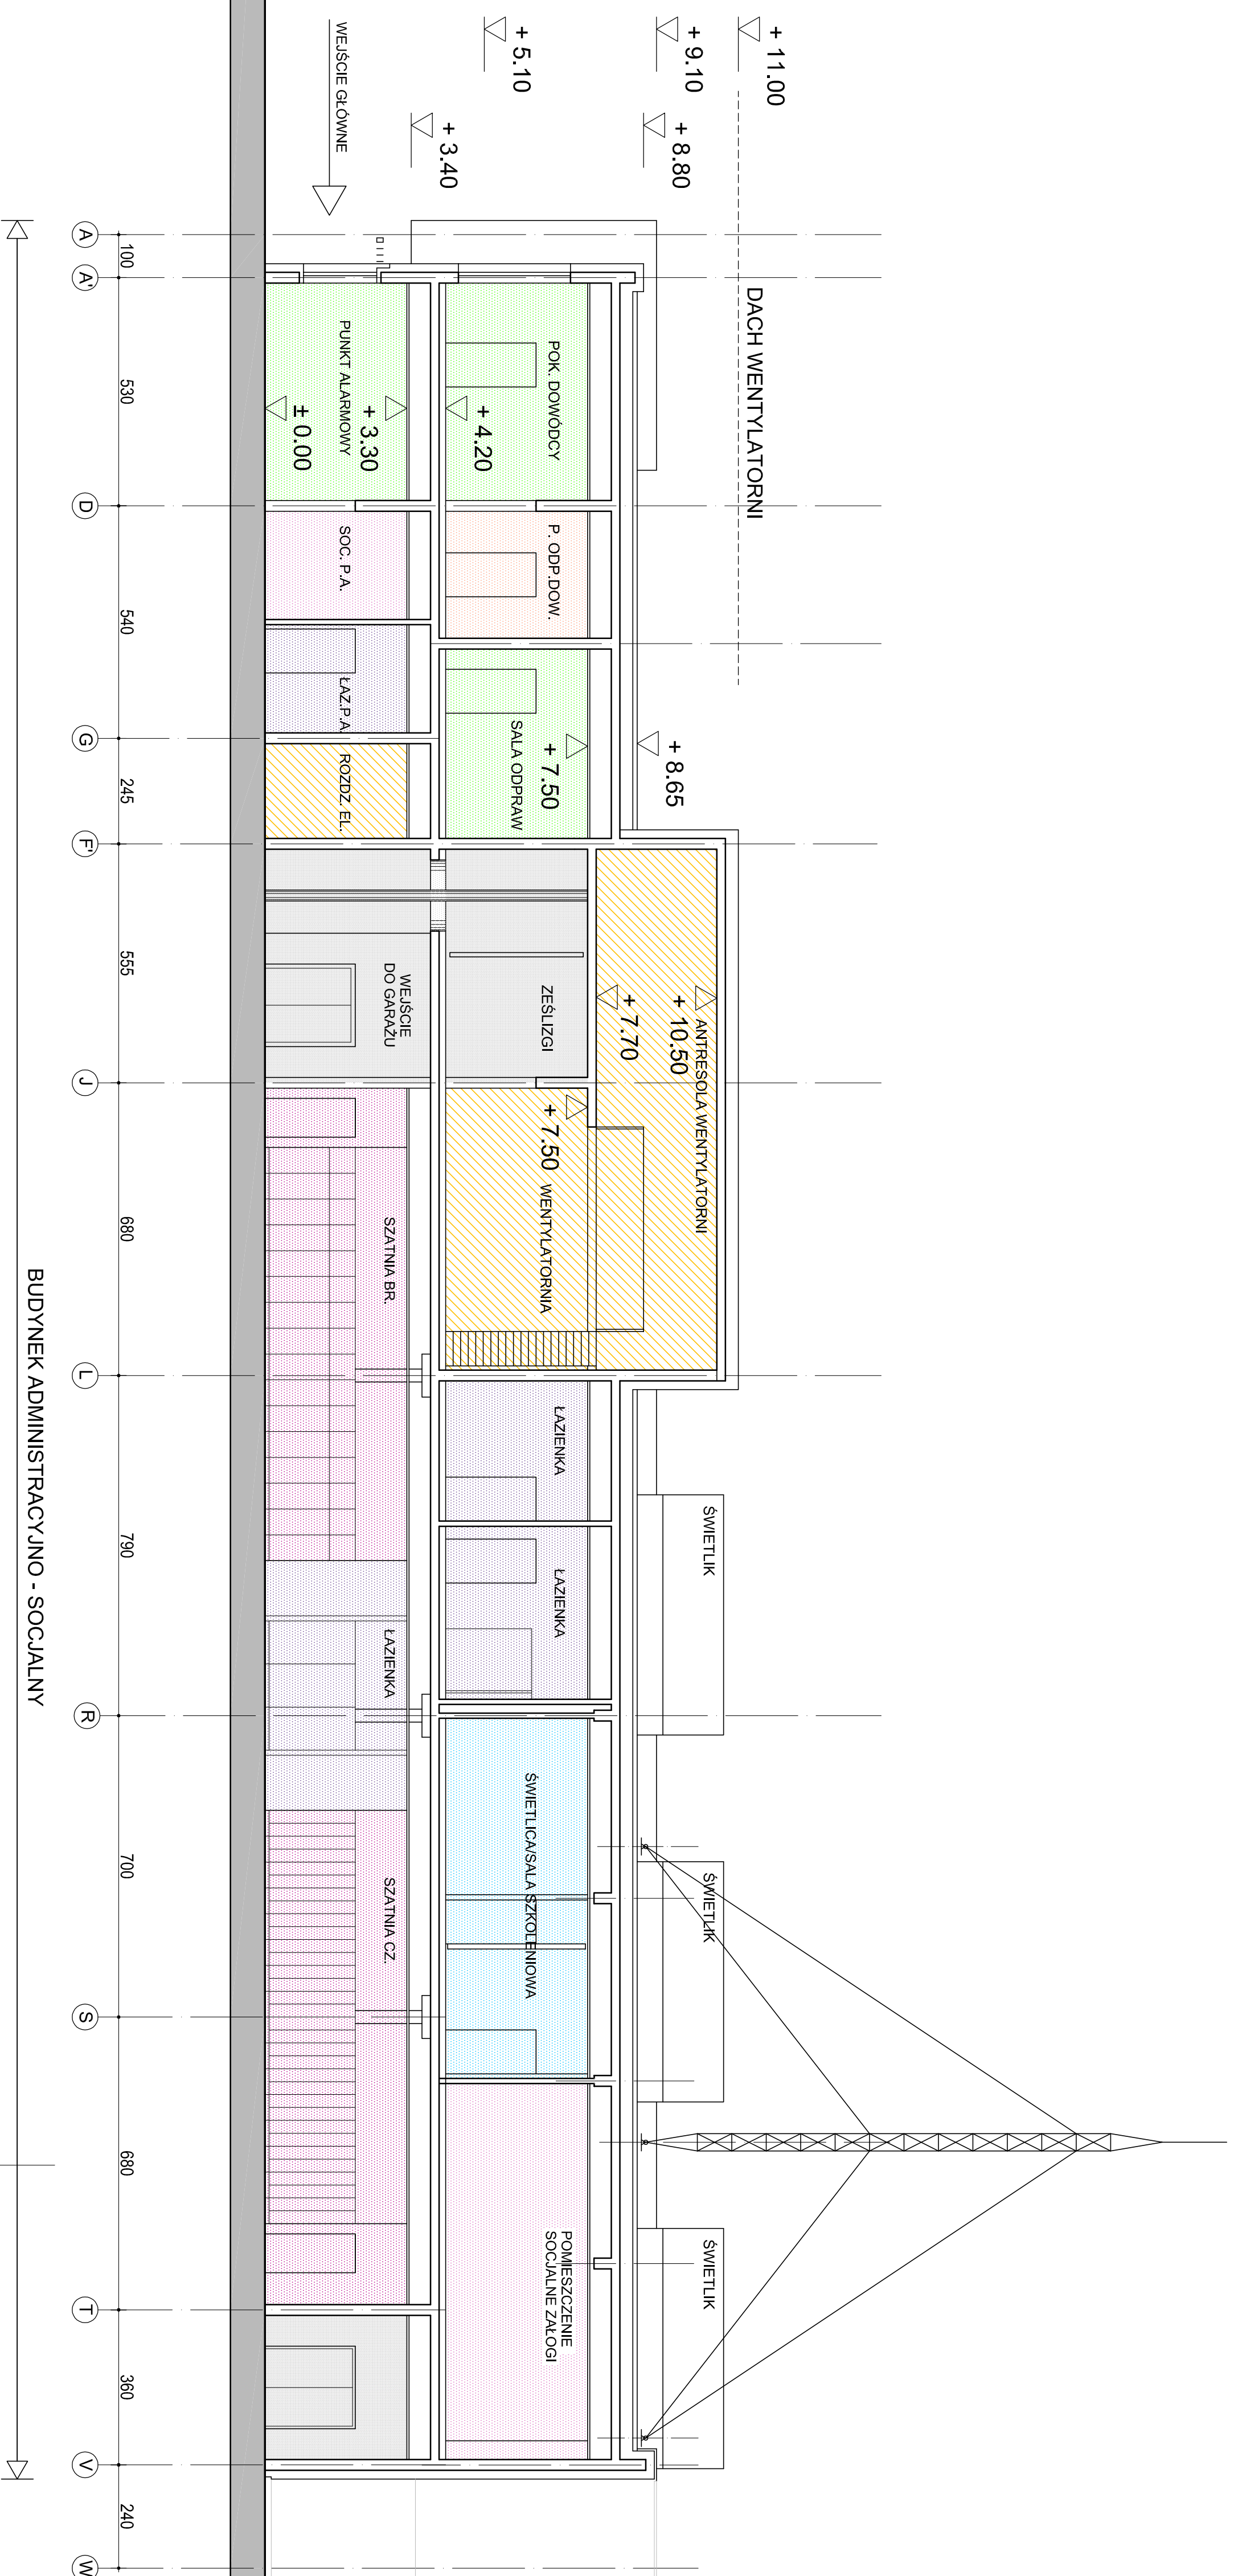 + 11.00
+ 9.10
+ 8.80
+ 5.10
+ 3.40
WEJŚCIE GŁÓWNE
DACH WENTYLATORNI
+ 8.65
ŚWIETLIK
ŚWIETLIK
ŚWIETLIK
ANTRESOLA WENTYLATORNI
+ 10.50
+ 7.70
POK. DOWÓDCY
+ 4.20
P. ODP.DOW.
+ 7.50
SALA ODPRAW
ZEŚLIZGI
+ 7.50
WENTYLATORNIA
ŁAZIENKA
ŁAZIENKA
ŚWIETLICA/SALA SZKOLENIOWA
POMIESZCZENIE
SOCJALNE ZAŁOGI
PUNKT ALARMOWY
+ 3.30
± 0.00
SOC. P.A.
ŁAZ.P.A.
ROZDZ. EL.
WEJŚCIE
DO GARAŻU
SZATNIA BR.
ŁAZIENKA
SZATNIA CZ.
100
530
540
245
555
680
790
700
680
360
240
A
A'
D
G
F'
J
L
R
S
T
V
W
BUDYNEK ADMINISTRACYJNO - SOCJALNY